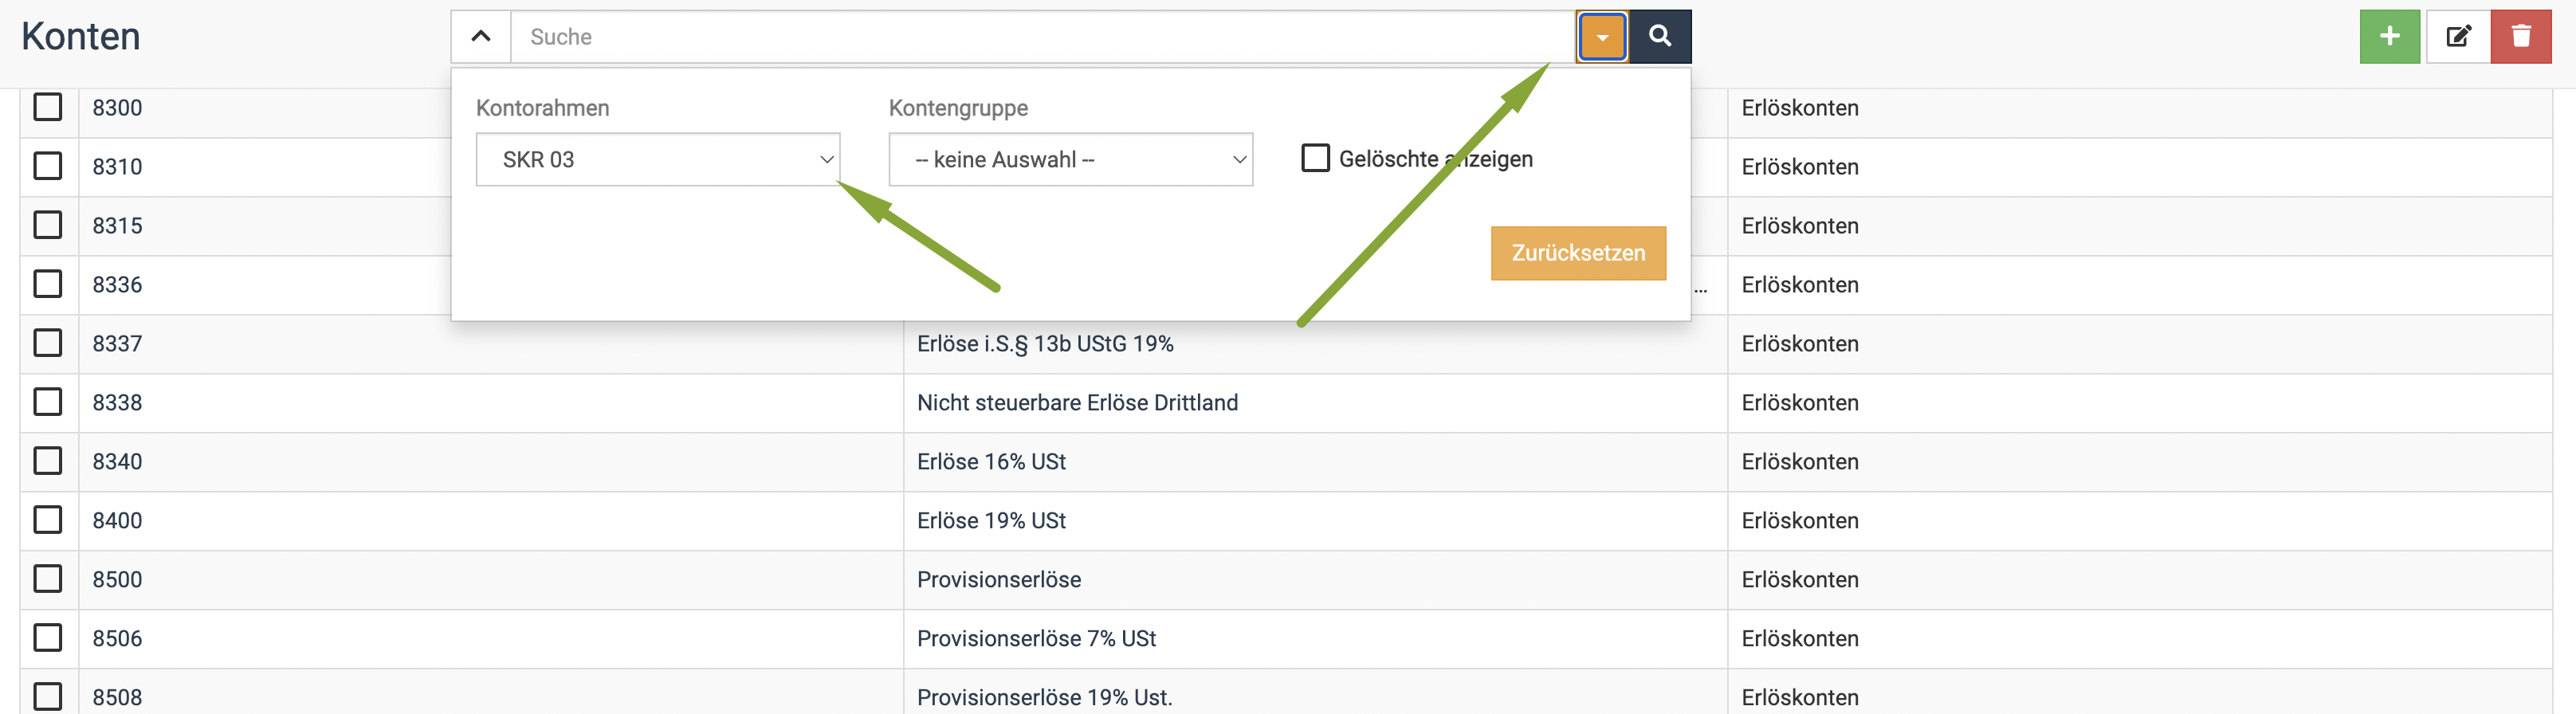 Konten
Suche
Kontorahmen
Kontengruppe
SKR 03
-- keine Auswahl --
Gelöschte anzeigen
Zurücksetzen
8300 Erlöskonten
8310 Erlöskonten
8315 Erlöskonten
8336 ... Erlöskonten
8337 Erlöse i.S.§ 13b UStG 19% Erlöskonten
8338 Nicht steuerbare Erlöse Drittland Erlöskonten
8340 Erlöse 16% USt Erlöskonten
8400 Erlöse 19% USt Erlöskonten
8500 Provisionserlöse Erlöskonten
8506 Provisionserlöse 7% USt Erlöskonten
8508 Provisionserlöse 19% Ust. Erlöskonten